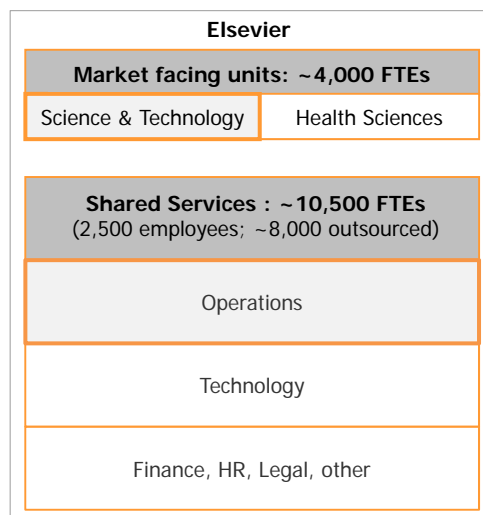 Elsevier
Market facing units: ~4,000 FTEs
Science & Technology
Health Sciences
Shared Services : ~10,500 FTEs
(2,500 employees; ~8,000 outsourced)
Operations
Technology
Finance, HR, Legal, other